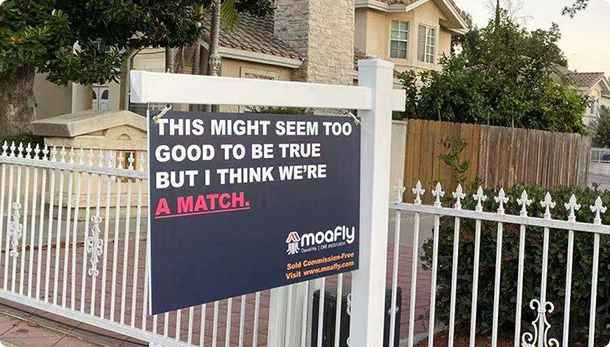 THIS MIGHT SEEM TOO
GOOD TO BE TRUE
BUT I THINK WE'RE
A MATCH.
moafly
Sold Commission-Free
Visit www.moafly.com